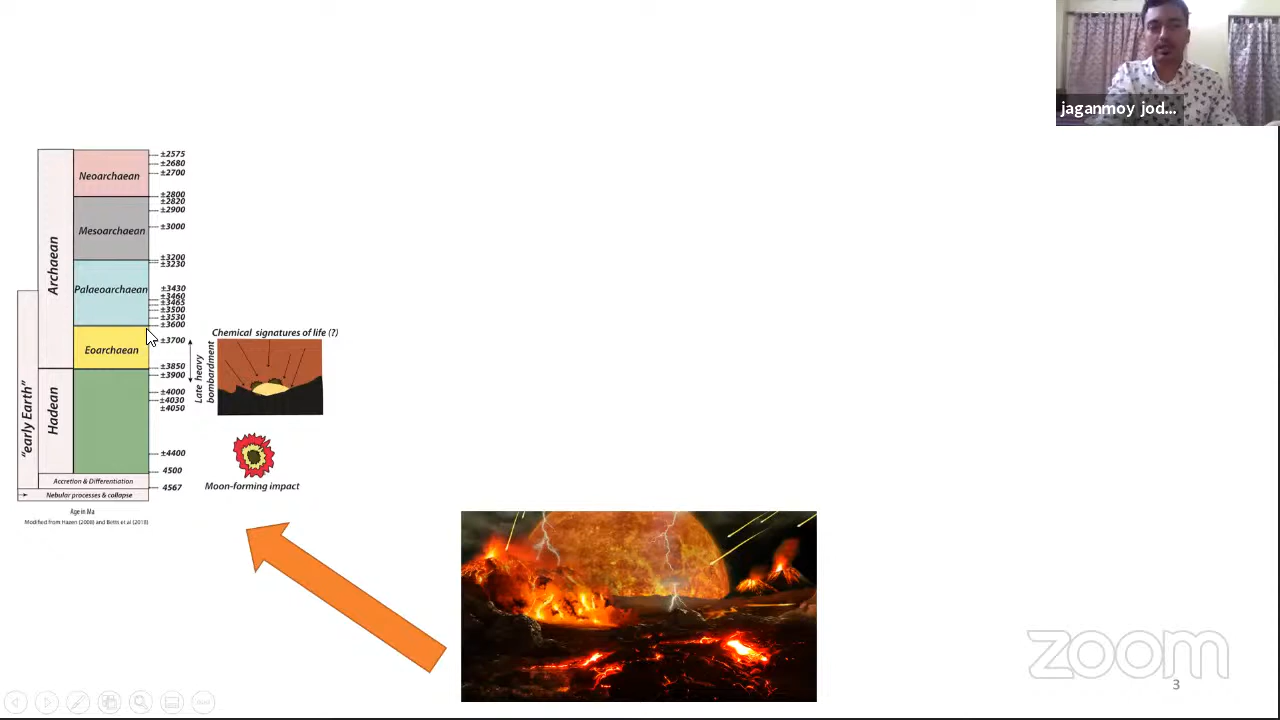 jaganmoy jod...
±2575
±2680
±2700
Neoarchaean
±2800
±2820
±2900
Mesoarchaean
±3000
±3200
±3230
Archaean
Palaeoarchaean
±3430
±3460
±3465
±3500
±3530
±3600
Chemical signatures of life (?)
±3700
Eoarchaean
Late heavy
bombardment
±3850
±3900
±4000
±4030
±4050
"early Earth"
Hadean
±4400
4500
Accretion & Differentiation
4567
Nebular processes & collapse
Moon-forming impact
Age in Ma
Modified from Hazen (2008) and Betts et al (2018)
zoom
3